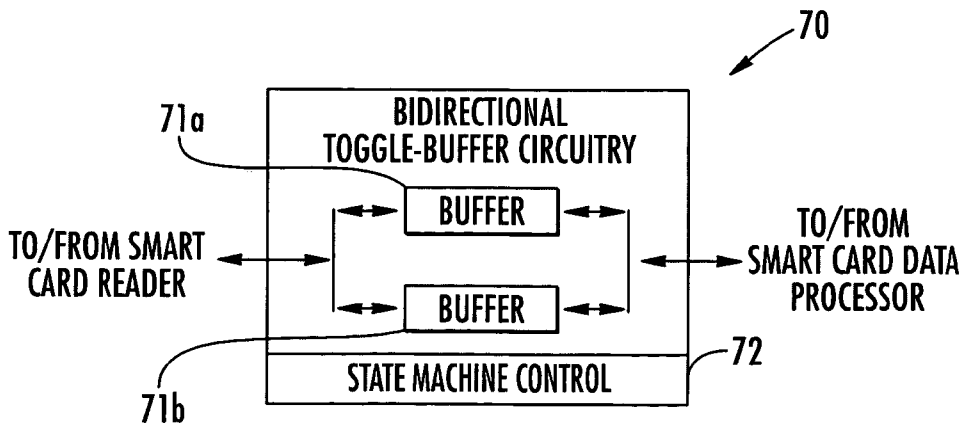 70
BIDIRECTIONAL
TOGGLE-BUFFER CIRCUITRY
71a
BUFFER
TO/FROM SMART
CARD READER
TO/FROM
SMART CARD DATA
PROCESSOR
BUFFER
72
STATE MACHINE CONTROL
71b